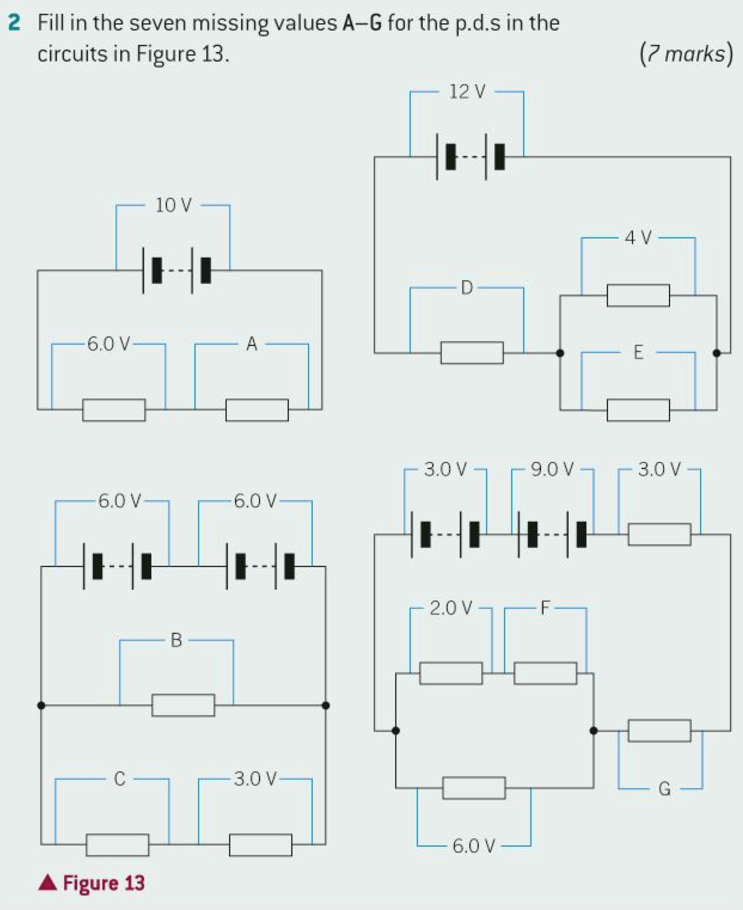 2 Fill in the seven missing values A–G for the p.d.s in the
circuits in Figure 13.
(7 marks)
12 V
10 V
4 V
D
6.0 V
A
E
3.0 V
9.0 V
3.0 V
6.0 V
6.0 V
2.0 V
F
B
C
3.0 V
G
6.0 V
▲ Figure 13